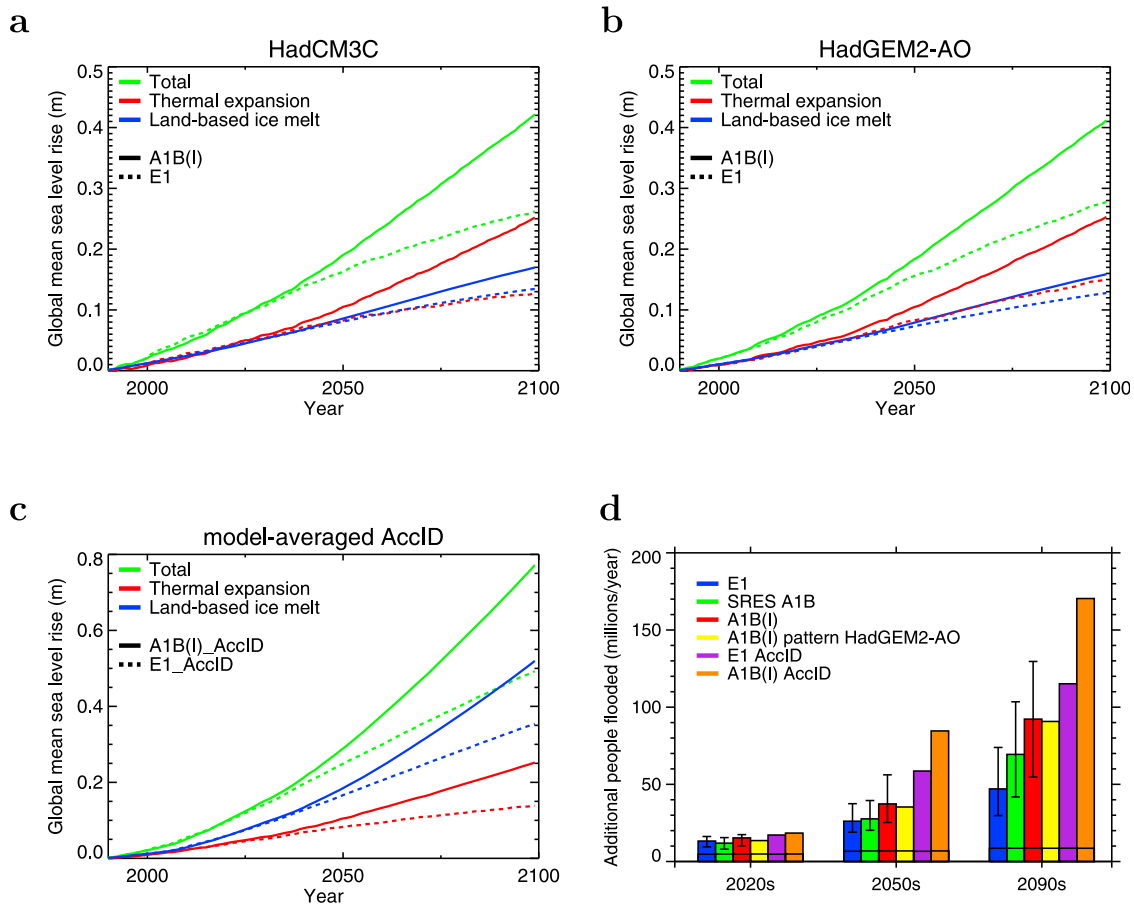 a
HadCM3C
Global mean sea level rise (m)
0.5
0.4
0.3
0.2
0.1
0.0
Total
Thermal expansion
Land-based ice melt
A1B(I)
E1
2000
2050
2100
Year
b
HadGEM2-AO
Global mean sea level rise (m)
0.5
0.4
0.3
0.2
0.1
0.0
Total
Thermal expansion
Land-based ice melt
A1B(I)
E1
2000
2050
2100
Year
c
model-averaged AccID
Global mean sea level rise (m)
0.8
0.6
0.4
0.2
0.0
Total
Thermal expansion
Land-based ice melt
A1B(I)_AccID
E1_AccID
2000
2050
2100
Year
d
Additional people flooded (millions/year)
200
150
100
50
0
E1
SRES A1B
A1B(I)
A1B(I) pattern HadGEM2-AO
E1 AccID
A1B(I) AccID
2020s
2050s
2090s